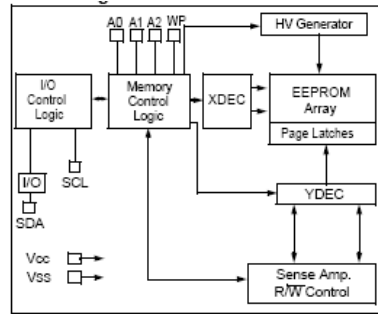 A0 A1 A2 WP
HV Generator
I/O
Control
Logic
Memory
Control
Logic
XDEC
EEPROM
Array
Page Latches
I/O
SCL
SDA
YDEC
Vcc
Vss
Sense Amp.
R/W Control